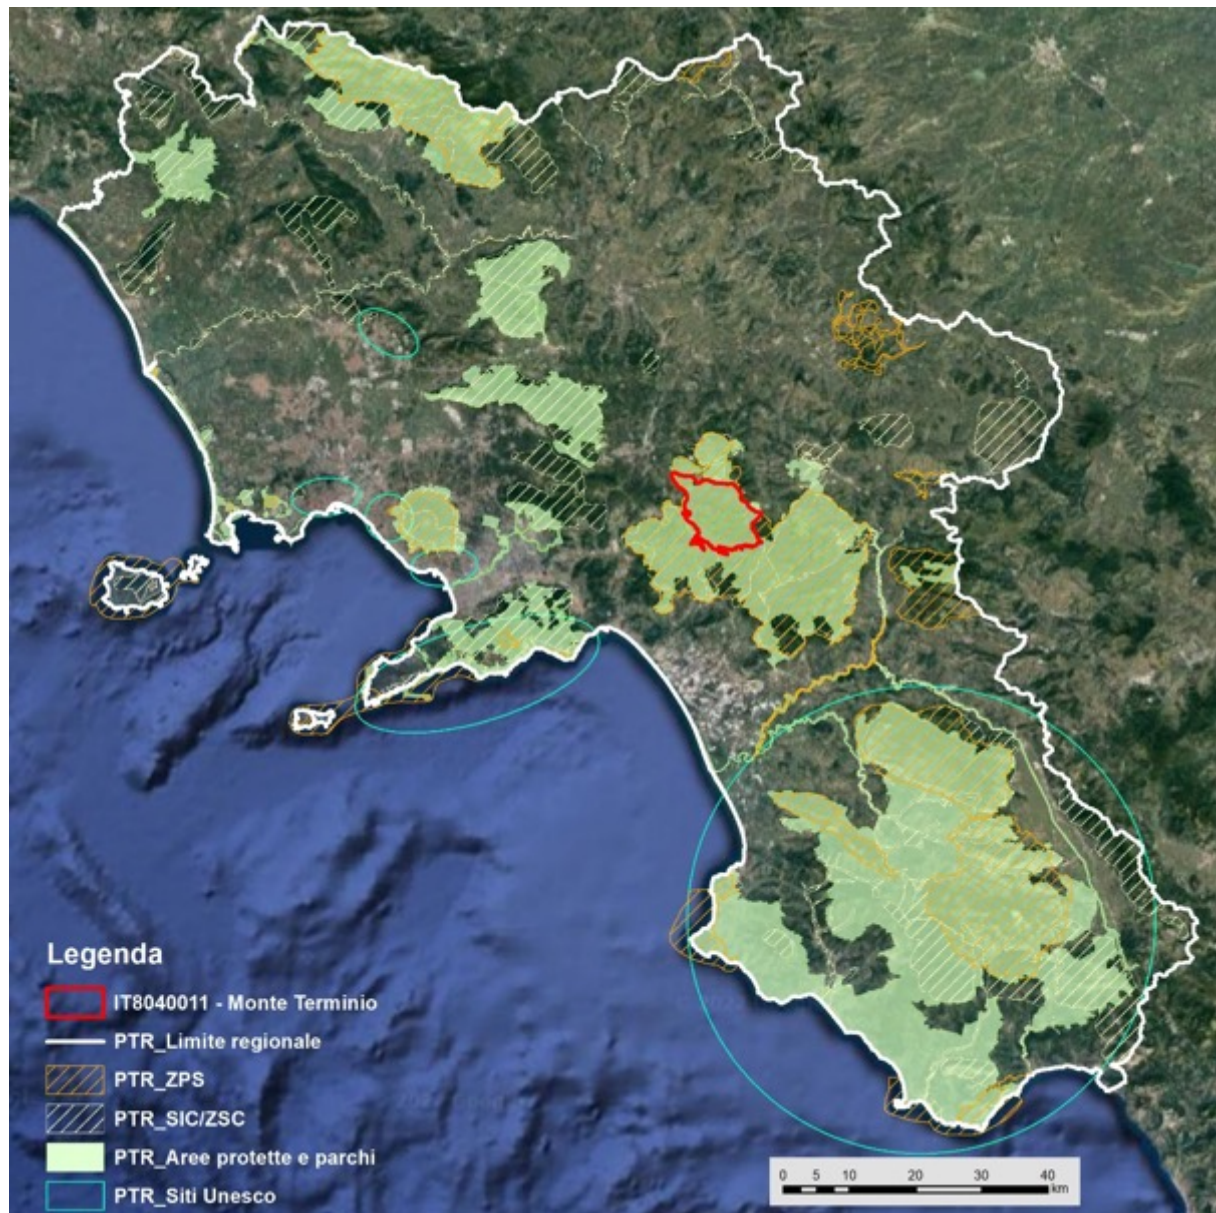 Legenda
IT8040011 - Monte Terminio
PTR_Limite regionale
PTR_ZPS
PTR_SIC/ZSC
PTR_Aree protette e parchi
PTR_Siti Unesco
0 5 10 20 30 40
km